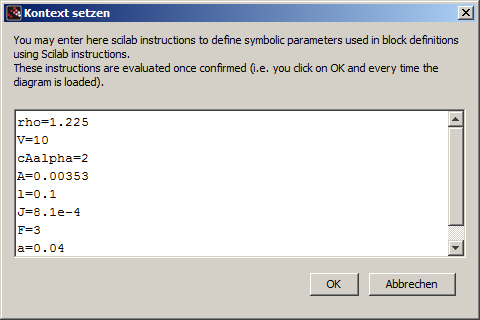 Kontext setzen
You may enter here scilab instructions to define symbolic parameters used in block definitions
using Scilab instructions.
These instructions are evaluated once confirmed (i.e. you click on OK and every time the
diagram is loaded).
rho=1.225
V=10
cAalpha=2
A=0.00353
l=0.1
J=8.1e-4
F=3
a=0.04
OK
Abbrechen